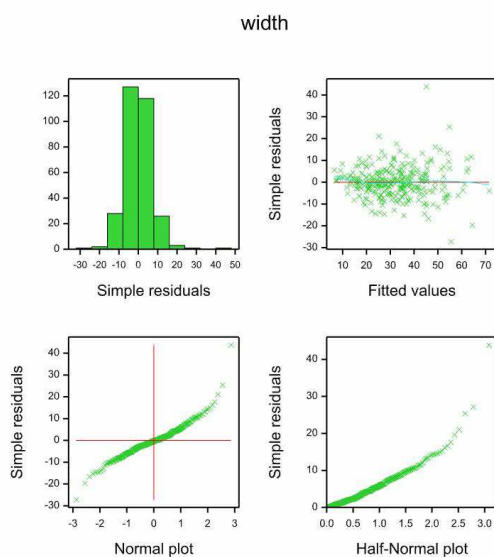 width
120
100
80
60
40
20
0
-30 -20 -10 0 10 20 30 40 50
Simple residuals
Simple residuals
40
30
20
10
0
-10
-20
-30
10 20 30 40 50 60 70
Fitted values
Simple residuals
40
30
20
10
0
-10
-20
-30
-3 -2 -1 0 1 2 3
Normal plot
Simple residuals
40
30
20
10
0
0.0 0.5 1.0 1.5 2.0 2.5 3.0
Half-Normal plot